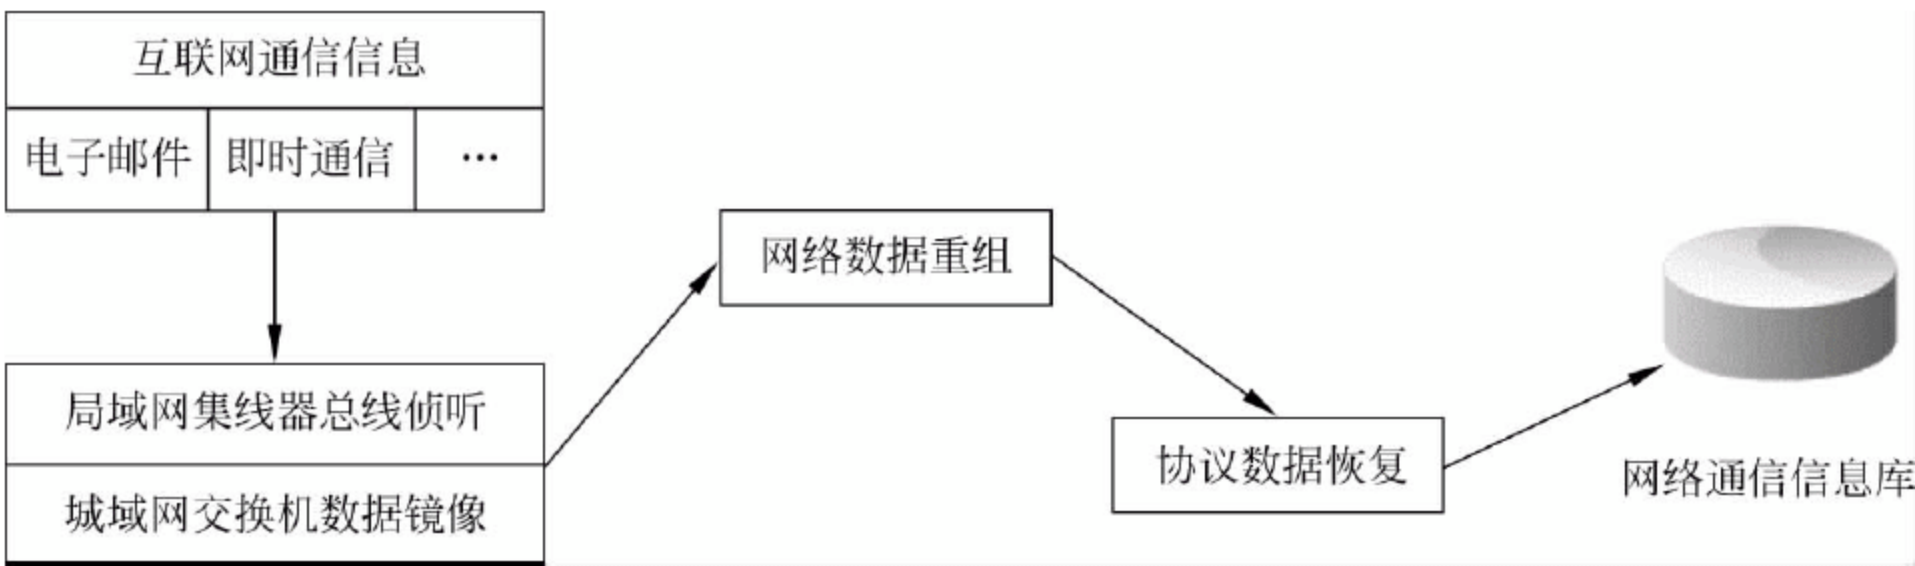 互联网通信信息
电子邮件 即时通信 …
网络数据重组
局域网集线器总线侦听
协议数据恢复
网络通信信息库
城域网交换机数据镜像